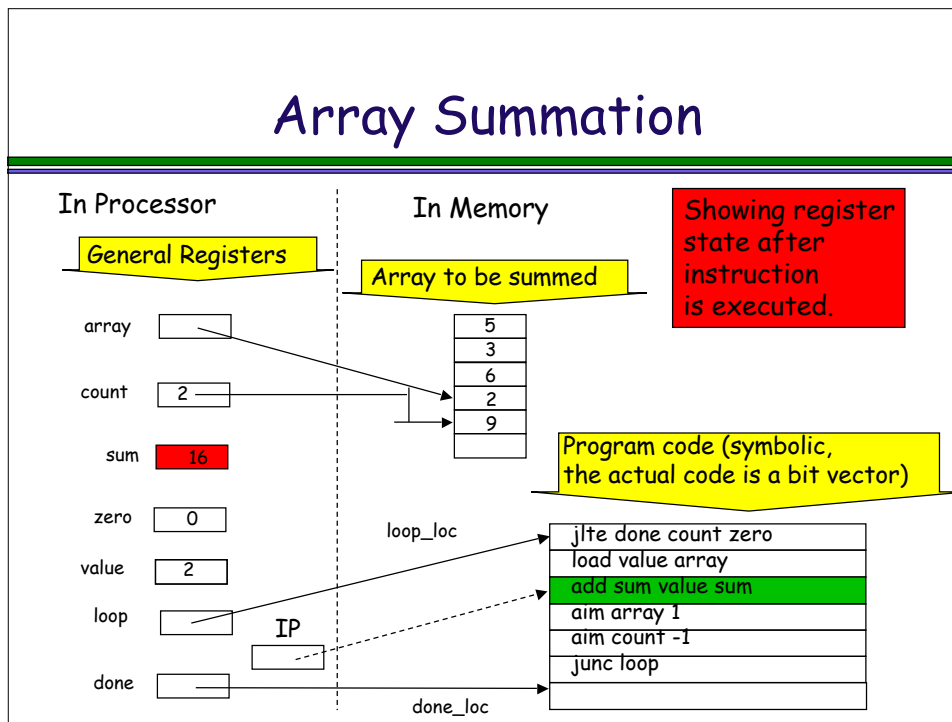 Array Summation
In Processor
In Memory
Showing register
state after
instruction
is executed.
General Registers
Array to be summed
array
5
3
6
2
9
count
2
sum
16
Program code (symbolic,
the actual code is a bit vector)
zero
0
loop_loc
jlte done count zero
load value array
add sum value sum
aim array 1
aim count -1
junc loop
value
2
loop
IP
done
done_loc